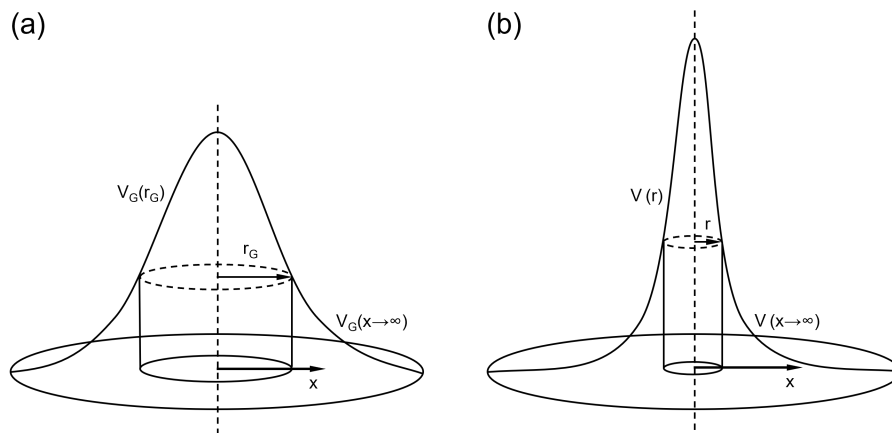 (a)
V_G(r_G)
r_G
V_G(x→∞)
x
(b)
V(r)
r
V(x→∞)
x